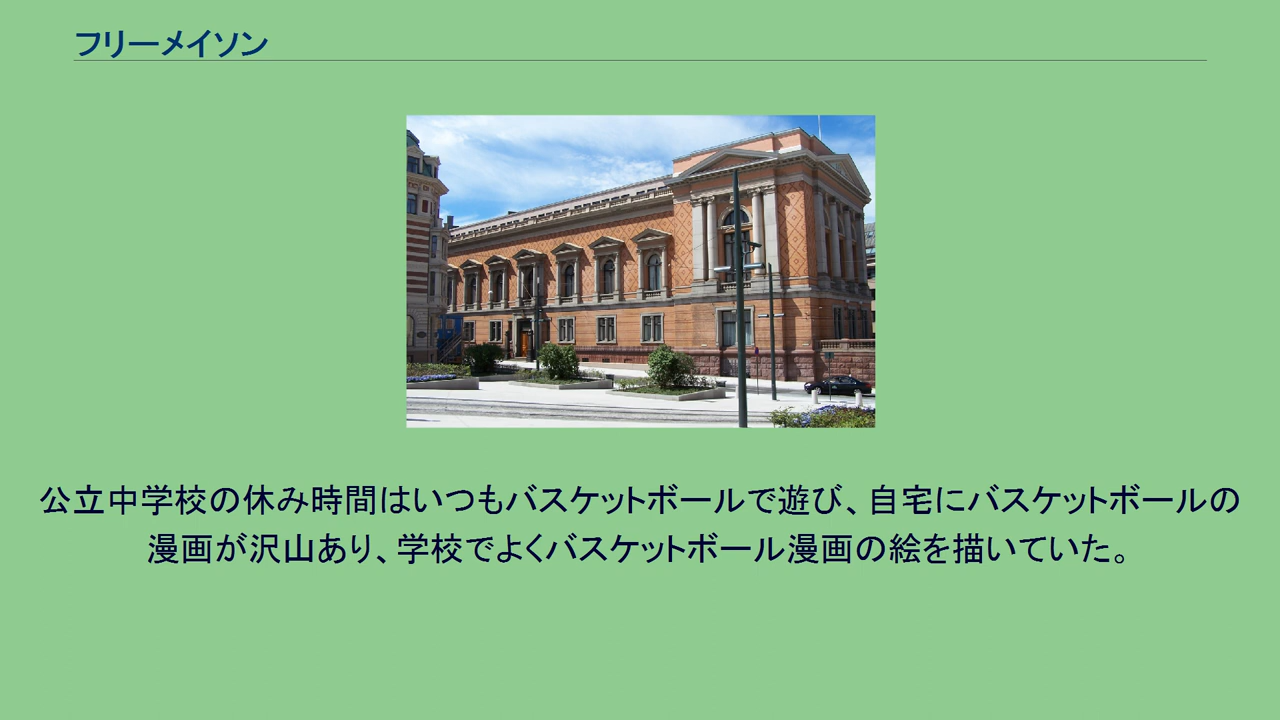 フリーメイソン
公立中学校の休み時間はいつもバスケットボールで遊び、自宅にバスケットボールの
漫画が沢山あり、学校でよくバスケットボール漫画の絵を描いていた。